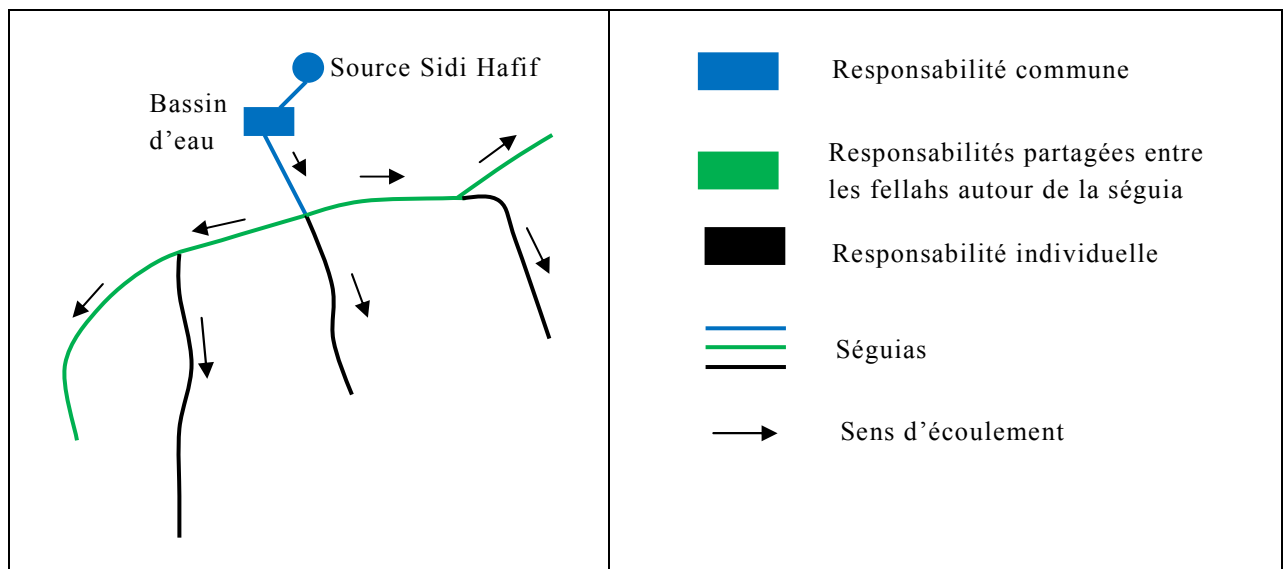 Source Sidi Hafif
Bassin
d’eau
Responsabilité commune
Responsabilités partagées entre
les fellahs autour de la séguia
Responsabilité individuelle
Séguias
Sens d’écoulement